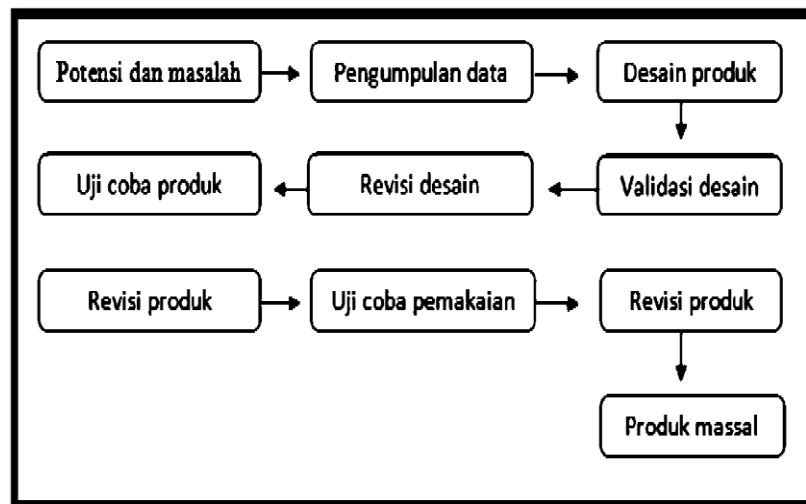 Potensi dan masalah
Pengumpulan data
Desain produk
Uji coba produk
Revisi desain
Validasi desain
Revisi produk
Uji coba pemakaian
Revisi produk
Produk massal